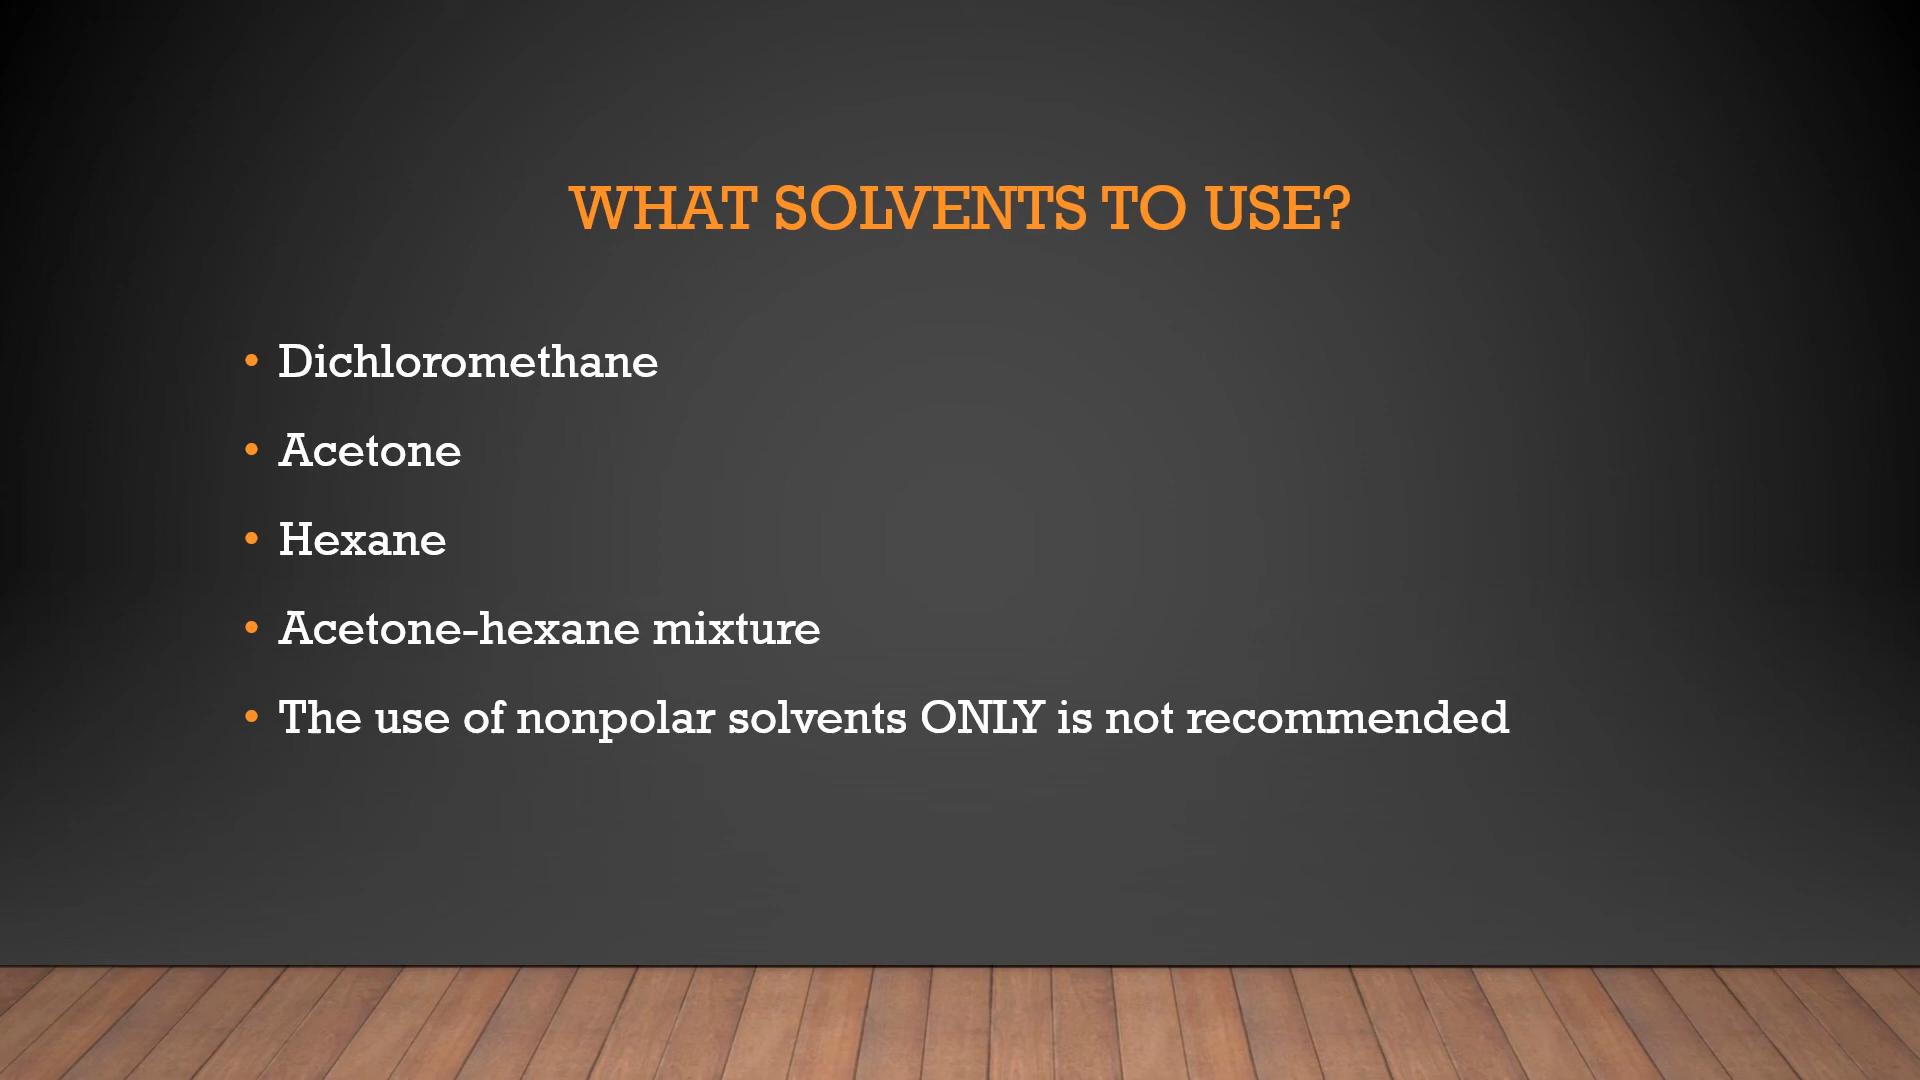 WHAT SOLVENTS TO USE?
• Dichloromethane
• Acetone
• Hexane
• Acetone-hexane mixture
• The use of nonpolar solvents ONLY is not recommended